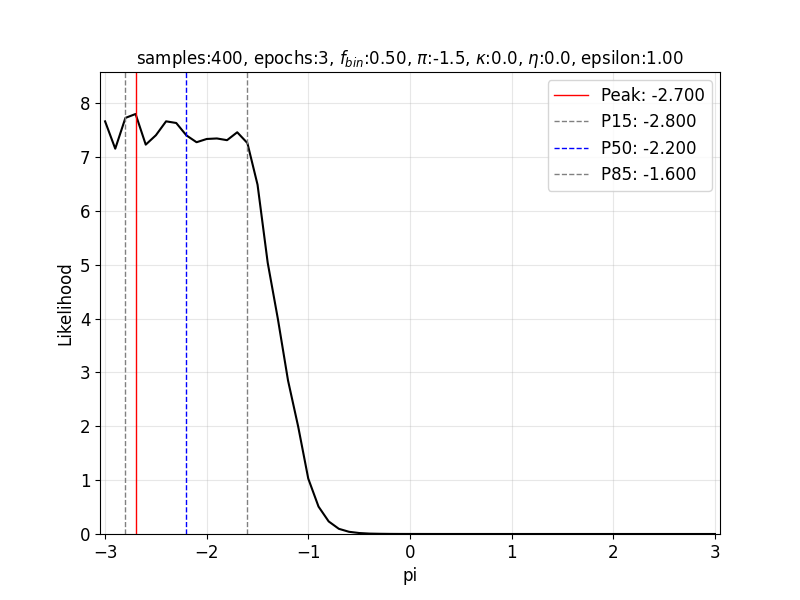 samples:400, epochs:3, f_bin:0.50, π:-1.5, κ:0.0, η:0.0, epsilon:1.00
Peak: -2.700
P15: -2.800
P50: -2.200
P85: -1.600
Likelihood
8
7
6
5
4
3
2
1
0
−3 −2 −1 0 1 2 3
pi